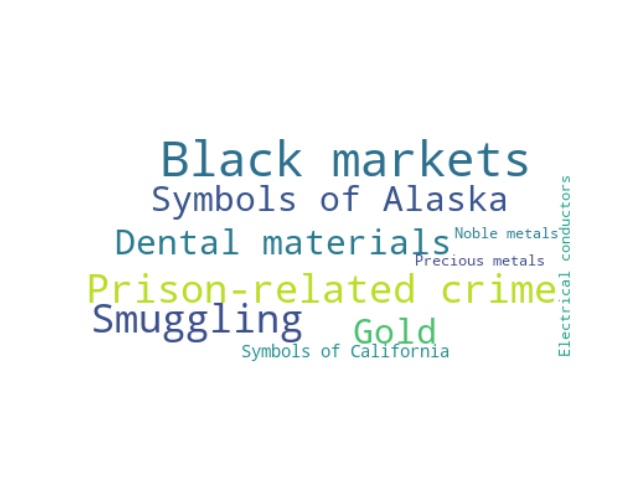 Black markets
Symbols of Alaska
Dental materials
Noble metals
Precious metals
Prison-related crime
Smuggling
Gold
Symbols of California
Electrical conductors